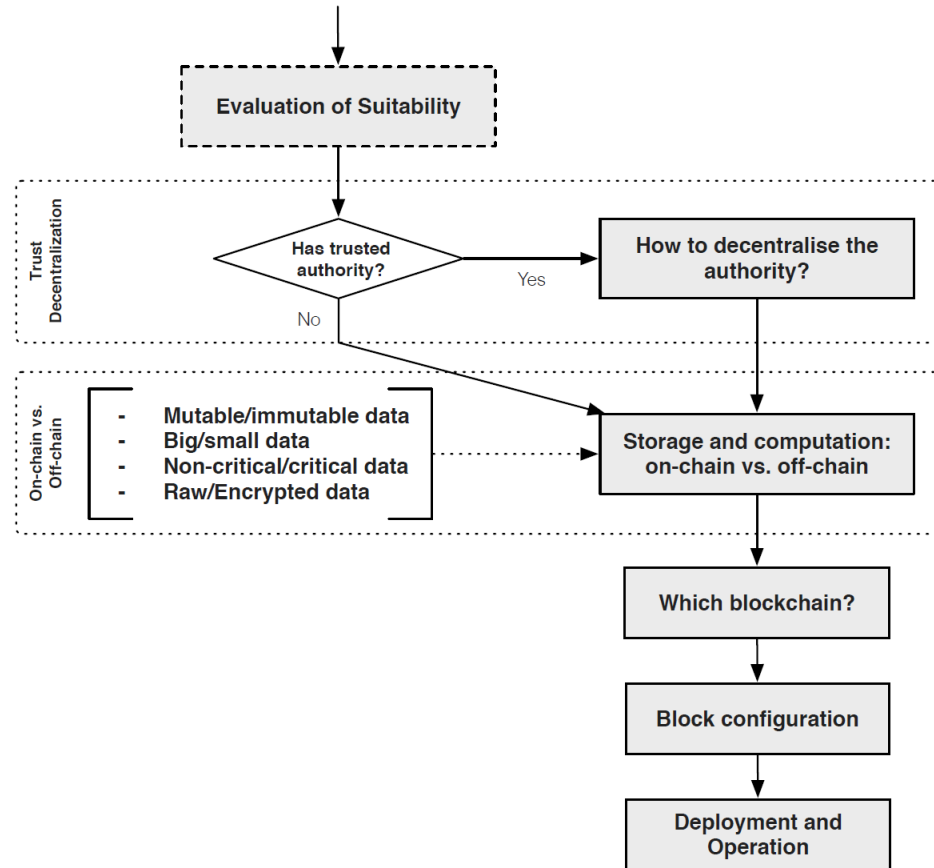 Evaluation of Suitability
Trust
Decentralization
Has trusted
authority?
Yes
No
How to decentralise the
authority?
On-chain vs.
Off-chain
- Mutable/immutable data
- Big/small data
- Non-critical/critical data
- Raw/Encrypted data
Storage and computation:
on-chain vs. off-chain
Which blockchain?
Block configuration
Deployment and
Operation